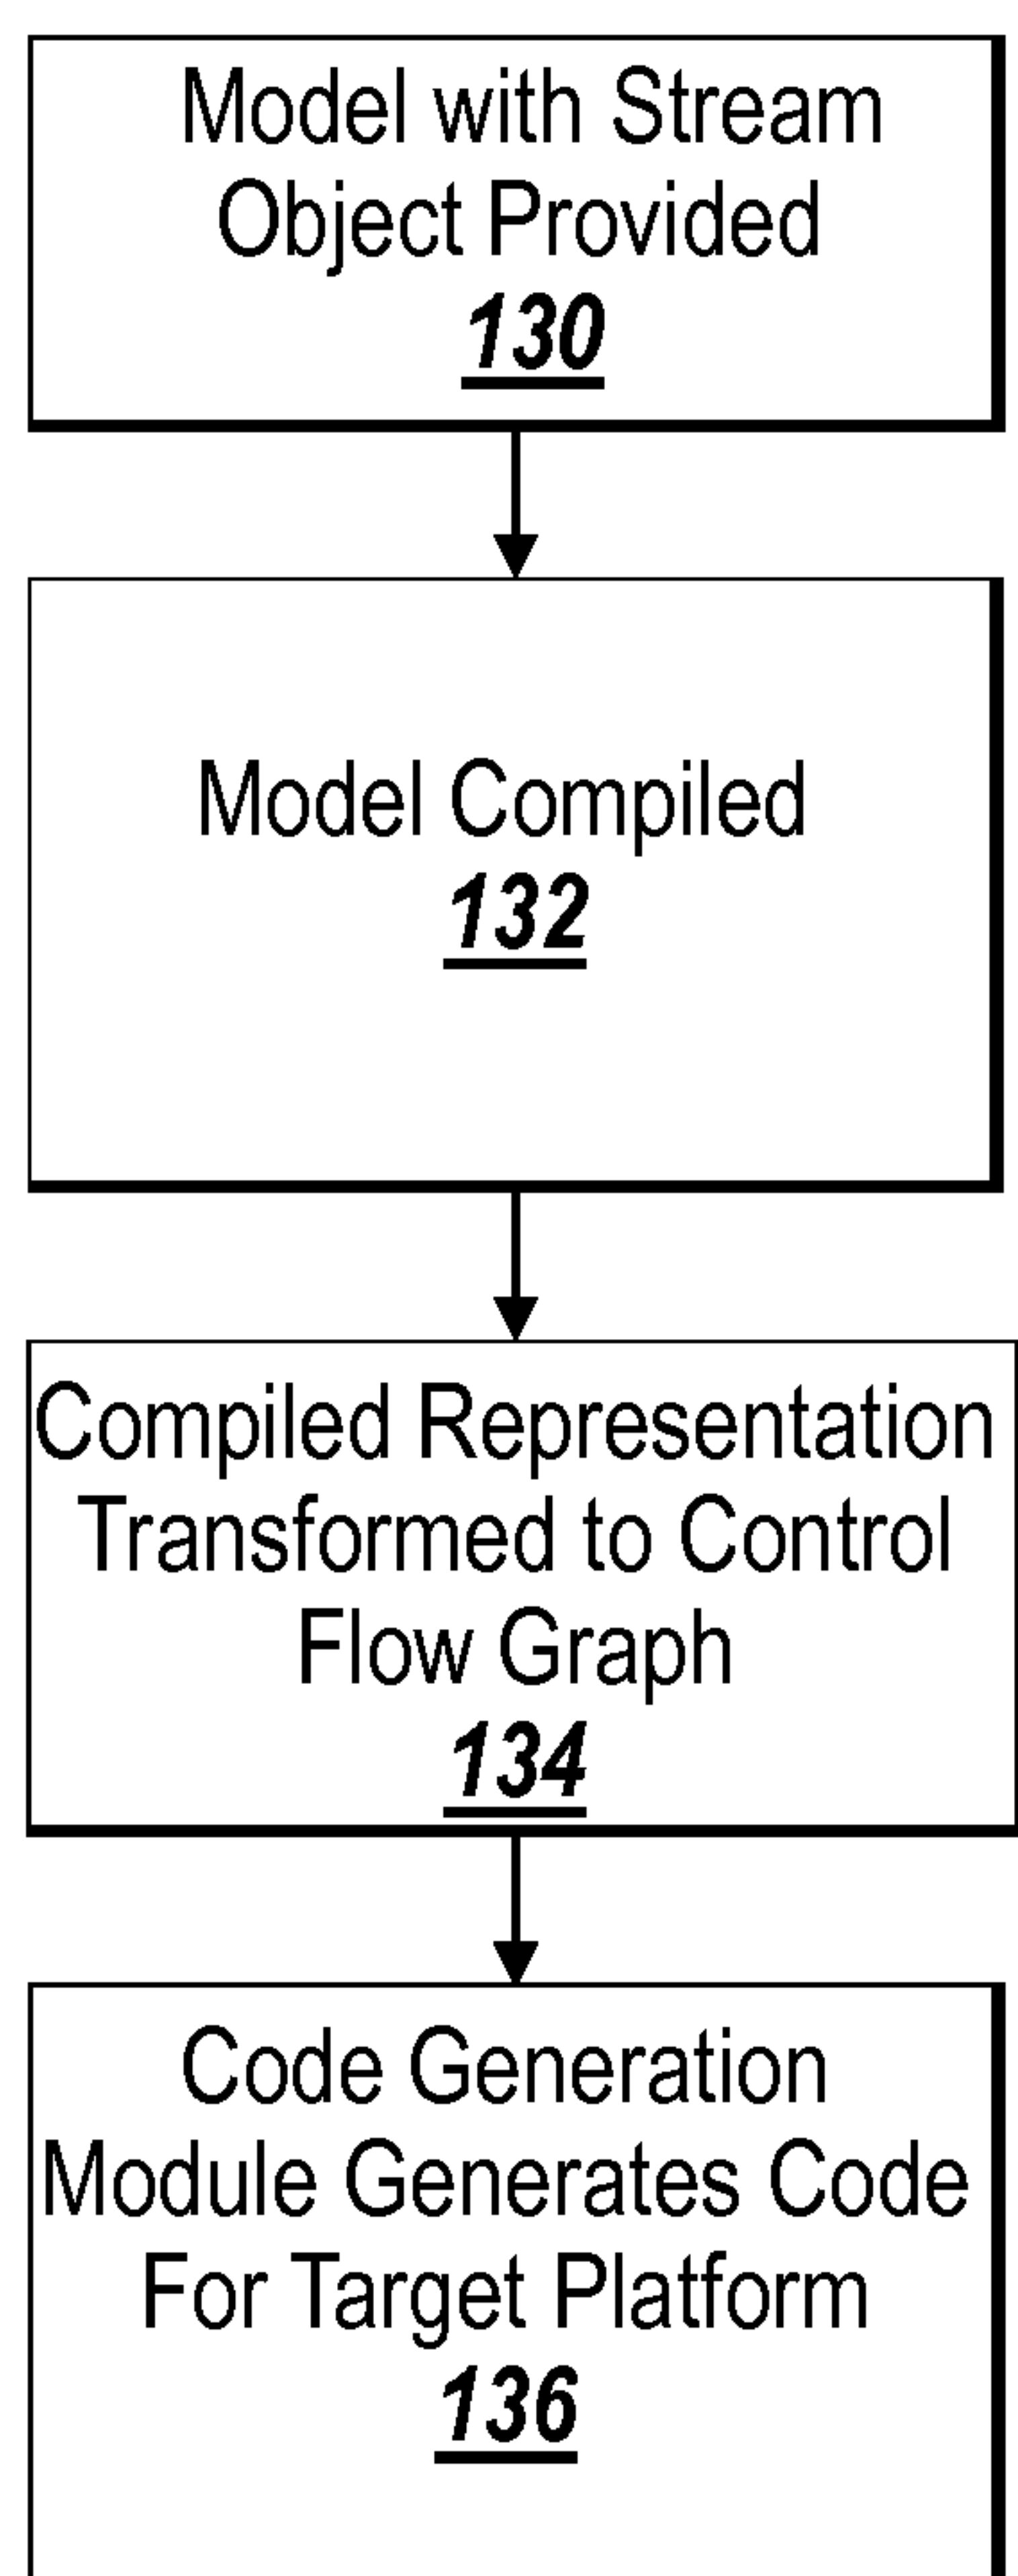 Model with Stream
Object Provided
130
Model Compiled
132
Compiled Representation
Transformed to Control
Flow Graph
134
Code Generation
Module Generates Code
For Target Platform
136